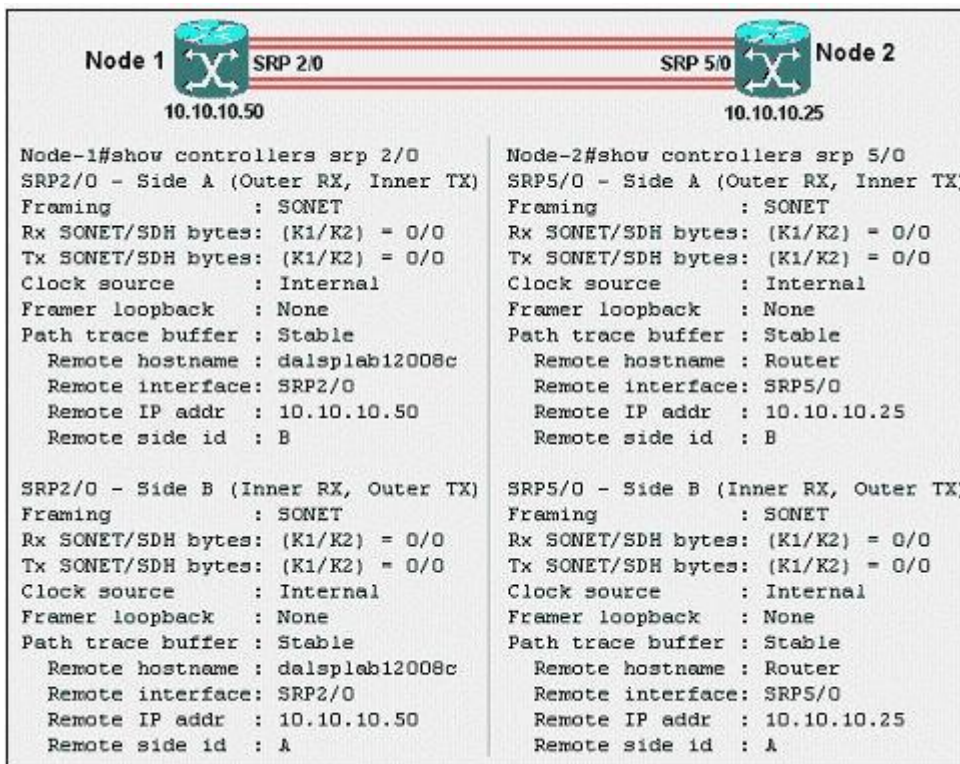 Node 1
SRP 2/0
SRP 5/0
Node 2
10.10.10.50
10.10.10.25
Node-1#show controllers srp 2/0
SRP2/0 - Side A (Outer RX, Inner TX)
Framing : SONET
Rx SONET/SDH bytes: (K1/K2) = 0/0
Tx SONET/SDH bytes: (K1/K2) = 0/0
Clock source : Internal
Framer loopback : None
Path trace buffer : Stable
Remote hostname : dalsplab12008c
Remote interface: SRP2/0
Remote IP addr : 10.10.10.50
Remote side id : B
SRP2/0 - Side B (Inner RX, Outer TX)
Framing : SONET
Rx SONET/SDH bytes: (K1/K2) = 0/0
Tx SONET/SDH bytes: (K1/K2) = 0/0
Clock source : Internal
Framer loopback : None
Path trace buffer : Stable
Remote hostname : dalsplab12008c
Remote interface: SRP2/0
Remote IP addr : 10.10.10.50
Remote side id : A
Node-2#show controllers srp 5/0
SRP5/0 - Side A (Outer RX, Inner TX)
Framing : SONET
Rx SONET/SDH bytes: (K1/K2) = 0/0
Tx SONET/SDH bytes: (K1/K2) = 0/0
Clock source : Internal
Framer loopback : None
Path trace buffer : Stable
Remote hostname : Router
Remote interface: SRP5/0
Remote IP addr : 10.10.10.25
Remote side id : B
SRP5/0 - Side B (Inner RX, Outer TX)
Framing : SONET
Rx SONET/SDH bytes: (K1/K2) = 0/0
Tx SONET/SDH bytes: (K1/K2) = 0/0
Clock source : Internal
Framer loopback : None
Path trace buffer : Stable
Remote hostname : Router
Remote interface: SRP5/0
Remote IP addr : 10.10.10.25
Remote side id : A